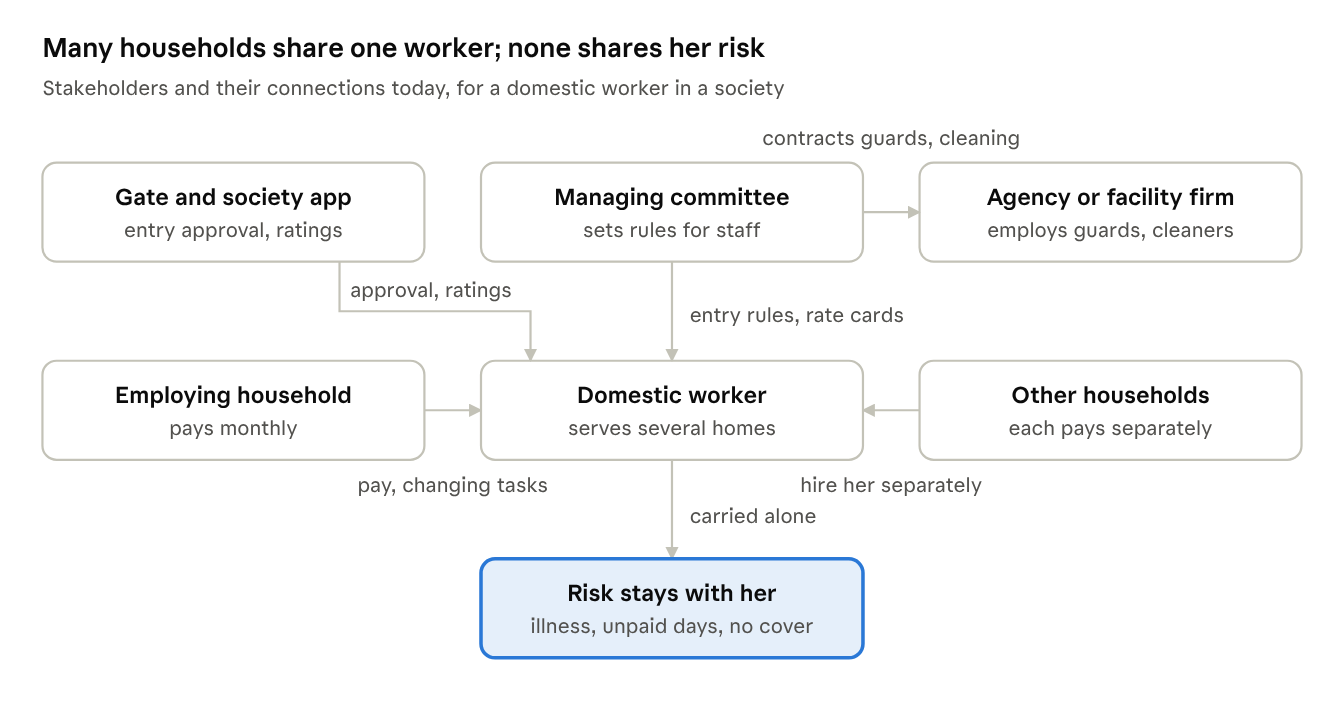 Many households share one worker; none shares her risk
Stakeholders and their connections today, for a domestic worker in a society
contracts guards, cleaning
Gate and society app
entry approval, ratings
Managing committee
sets rules for staff
Agency or facility firm
employs guards, cleaners
approval, ratings
entry rules, rate cards
Employing household
pays monthly
Domestic worker
serves several homes
Other households
each pays separately
pay, changing tasks
hire her separately
carried alone
Risk stays with her
illness, unpaid days, no cover